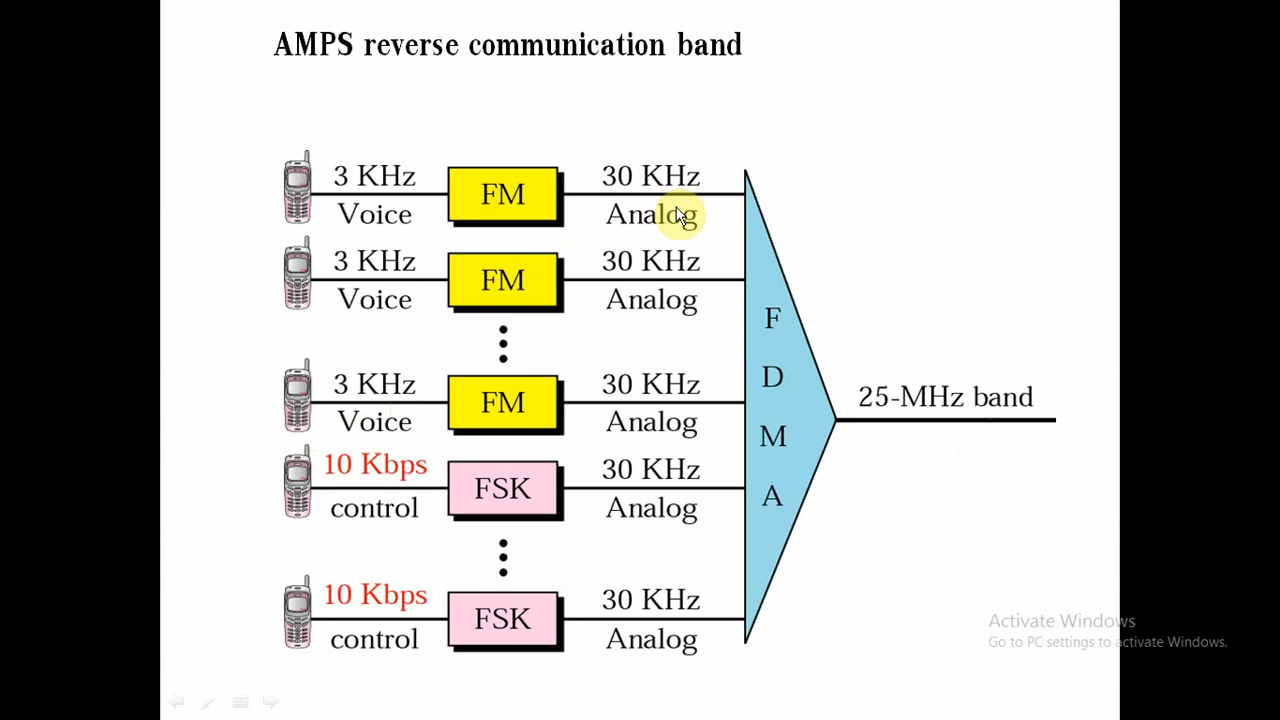 AMPS reverse communication band
3 KHz
FM
30 KHz
Voice
Analog
3 KHz
FM
30 KHz
Voice
Analog
3 KHz
FM
30 KHz
Voice
Analog
10 Kbps
FSK
30 KHz
control
Analog
10 Kbps
FSK
30 KHz
control
Analog
F
D
M
A
25-MHz band
Activate Windows
Go to PC settings to activate Windows.